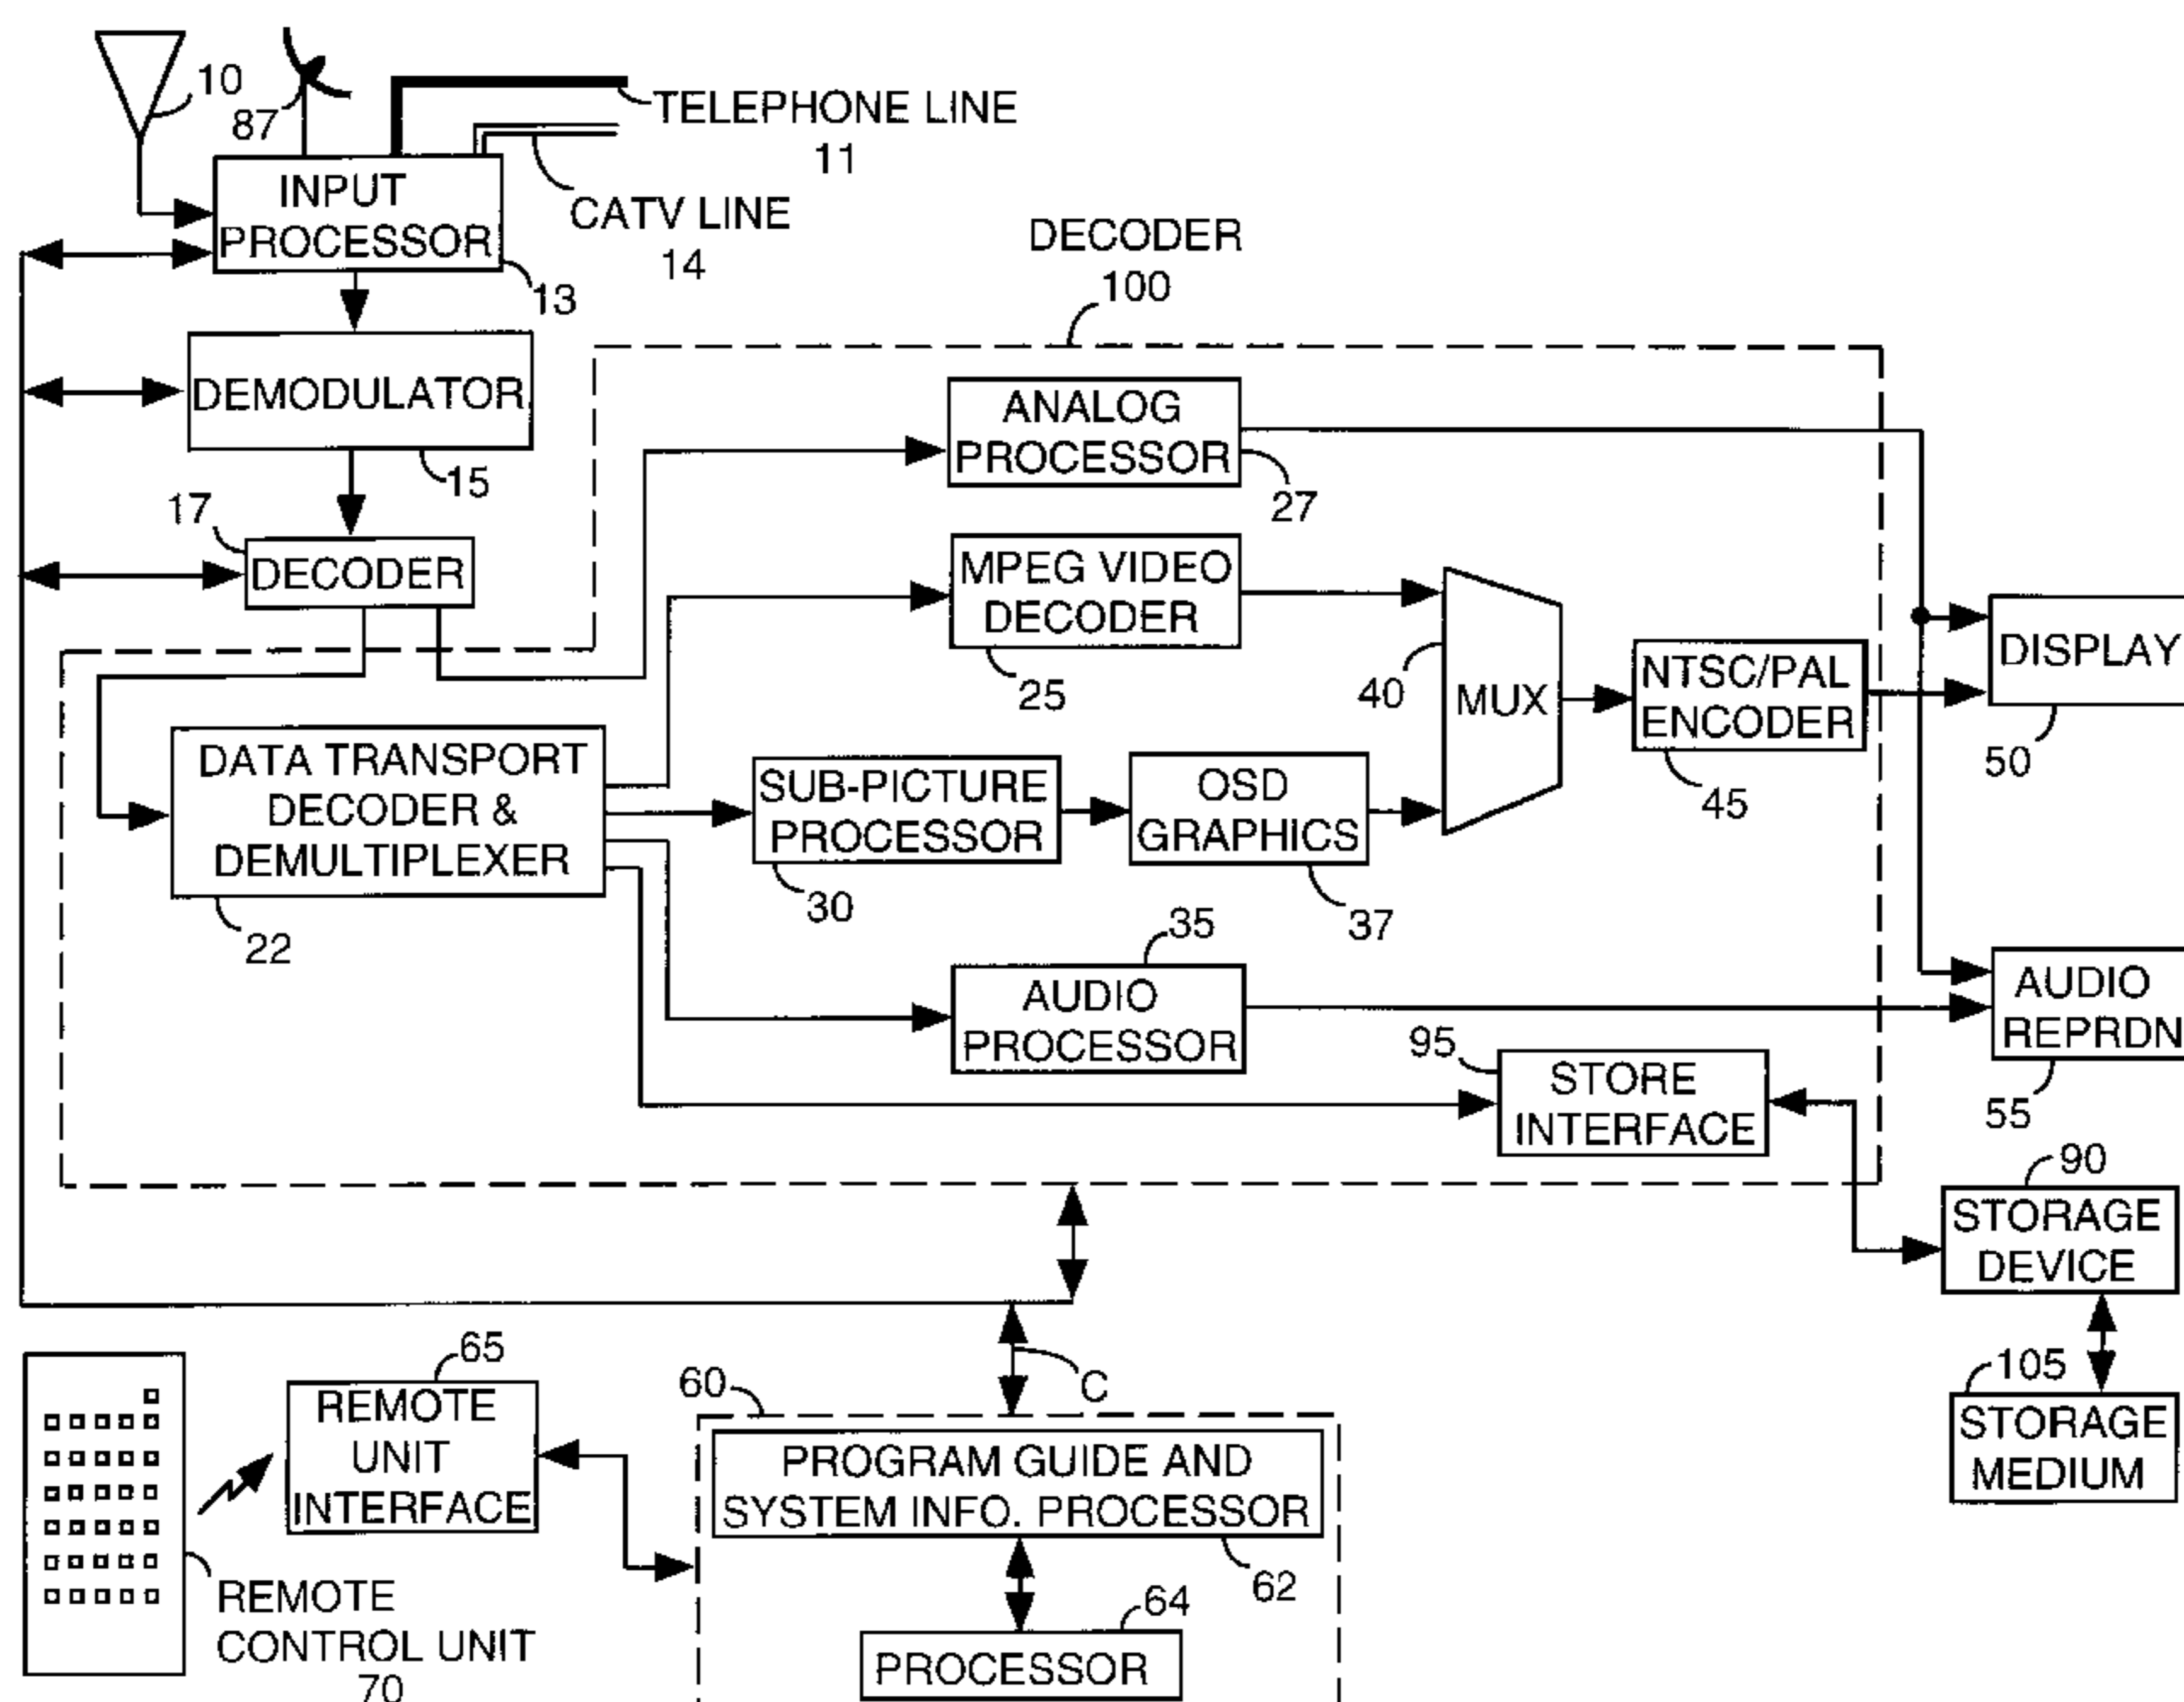 10
87
TELEPHONE LINE
11
INPUT
PROCESSOR
13
CATV LINE
14
DECODER
100
DEMODULATOR
15
ANALOG
PROCESSOR
27
17
DECODER
MPEG VIDEO
DECODER
25
40
MUX
NTSC/PAL
ENCODER
45
DISPLAY
50
DATA TRANSPORT
DECODER &
DEMULTIPLEXER
22
SUB-PICTURE
PROCESSOR
30
OSD
GRAPHICS
37
35
AUDIO
PROCESSOR
AUDIO
REPRDN
55
95
STORE
INTERFACE
90
STORAGE
DEVICE
105
STORAGE
MEDIUM
65
REMOTE
UNIT
INTERFACE
60
C
PROGRAM GUIDE AND
SYSTEM INFO. PROCESSOR
62
64
PROCESSOR
REMOTE
CONTROL UNIT
70